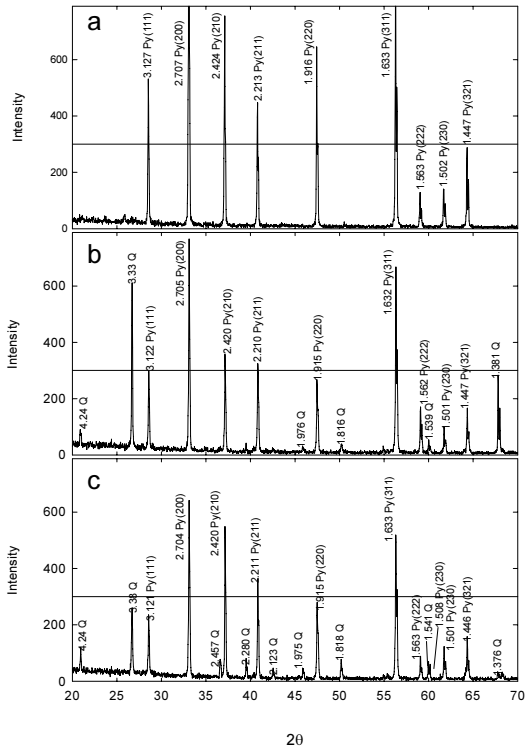 a
3.127 Py(111)
2.707 Py(200)
2.424 Py(210)
2.213 Py(211)
1.916 Py(220)
1.633 Py(311)
1.563 Py(222)
1.502 Py(230)
1.447 Py(321)
Intensity
0
200
400
600
b
4.24 Q
3.33 Q
3.122 Py(111)
2.705 Py(200)
2.420 Py(210)
2.210 Py(211)
1.976 Q
1.915 Py(220)
1.816 Q
1.632 Py(311)
1.562 Py(222)
1.539 Q
1.501 Py(230)
1.447 Py(321)
1.381 Q
Intensity
0
200
400
600
c
4.24 Q
3.33 Q
3.121 Py(111)
2.704 Py(200)
2.457 Q
2.420 Py(210)
2.280 Q
2.211 Py(211)
2.123 Q
1.975 Q
1.915 Py(220)
1.818 Q
1.633 Py(311)
1.563 Py(222)
1.541 Q
1.508 Py(230)
1.501 Py(230)
1.446 Py(321)
1.376 Q
Intensity
0
200
400
600
20 25 30 35 40 45 50 55 60 65 70
2θ